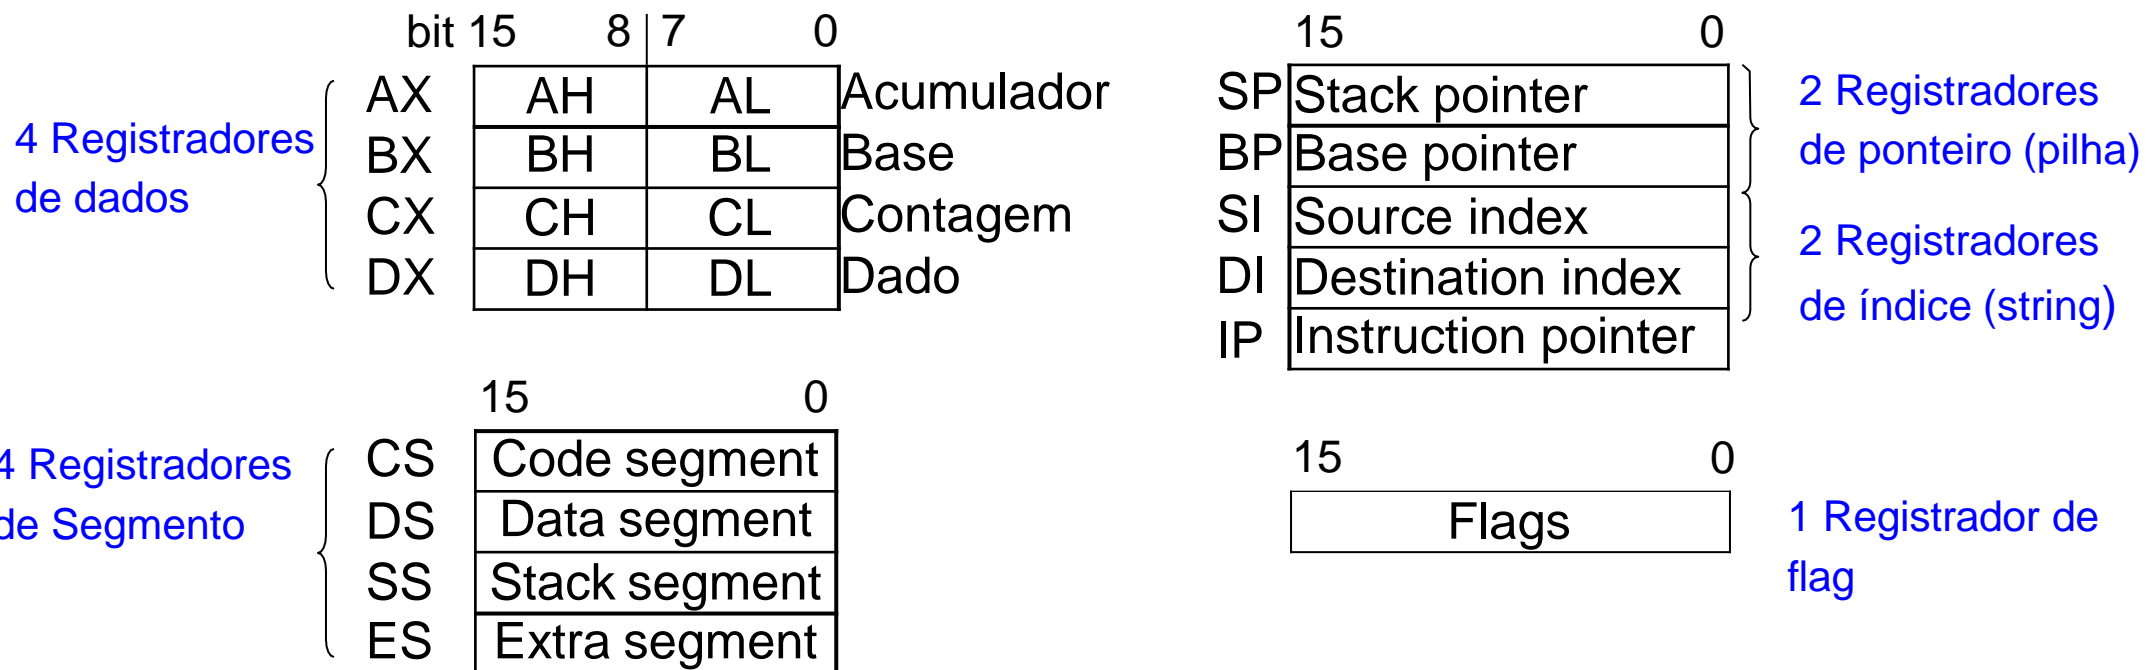 bit 15 8 7 0
4 Registradores
de dados
AX AH AL Acumulador
BX BH BL Base
CX CH CL Contagem
DX DH DL Dado
15 0
SP Stack pointer
BP Base pointer
SI Source index
DI Destination index
IP Instruction pointer
2 Registradores
de ponteiro (pilha)
2 Registradores
de índice (string)
15 0
4 Registradores
de Segmento
CS Code segment
DS Data segment
SS Stack segment
ES Extra segment
15 0
Flags
1 Registrador de
flag